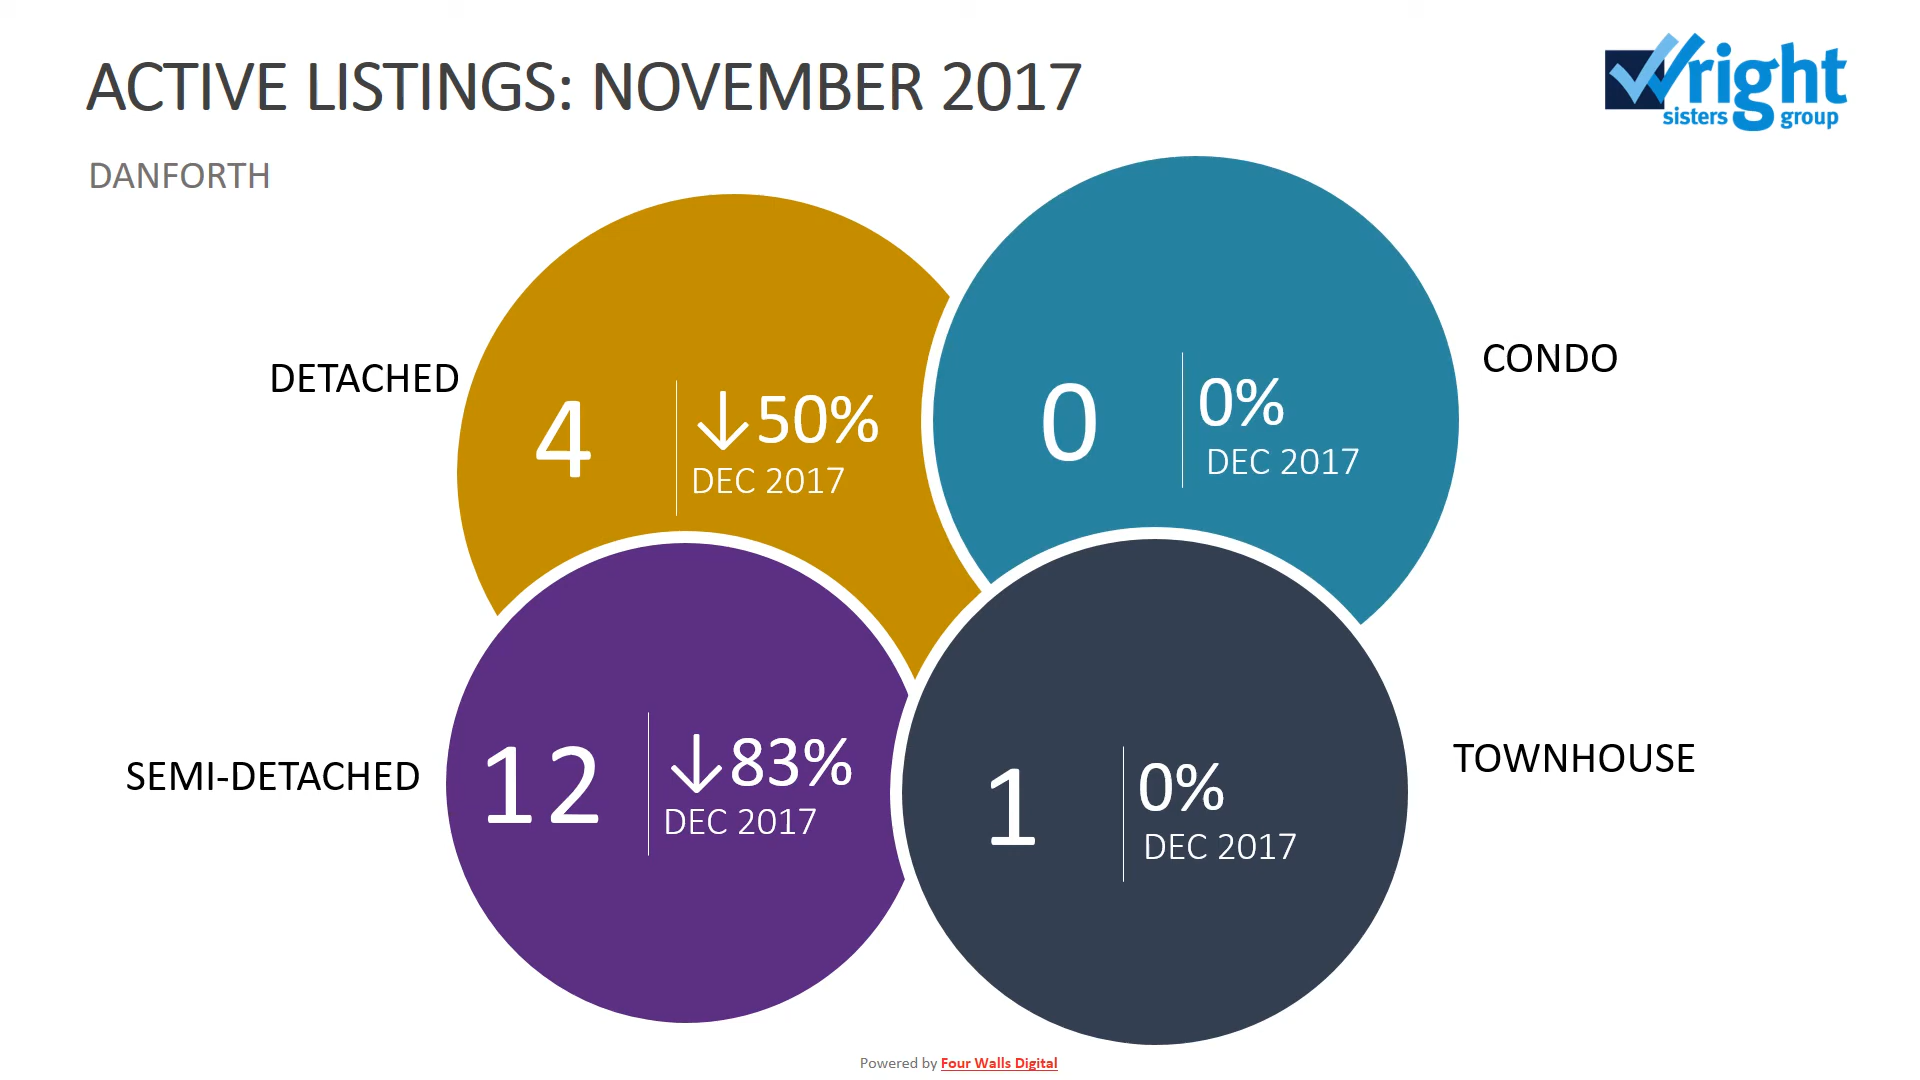 ACTIVE LISTINGS: NOVEMBER 2017
wright
sisters group
DANFORTH
DETACHED
4
↓50%
DEC 2017
CONDO
0
0%
DEC 2017
SEMI-DETACHED
12
↓83%
DEC 2017
TOWNHOUSE
1
0%
DEC 2017
Powered by Four Walls Digital